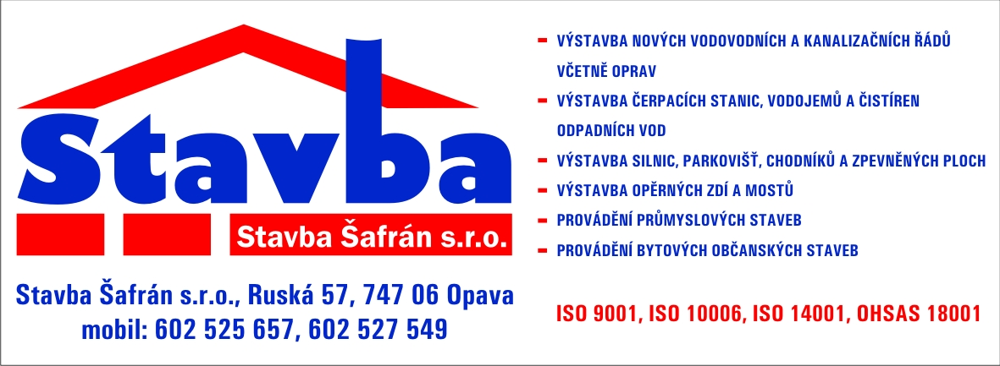 Stavba
Stavba Šafrán s.r.o.
Stavba Šafrán s.r.o., Ruská 57, 747 06 Opava
mobil: 602 525 657, 602 527 549
- VÝSTAVBA NOVÝCH VODOVODNÍCH A KANALIZAČNÍCH ŘÁDŮ
VČETNĚ OPRAV
- VÝSTAVBA ČERPACÍCH STANIC, VODOJEMŮ A ČISTÍREN
ODPADNÍCH VOD
- VÝSTAVBA SILNIC, PARKOVIŠŤ, CHODNÍKŮ A ZPEVNĚNÝCH PLOCH
- VÝSTAVBA OPĚRNÝCH ZDÍ A MOSTŮ
- PROVÁDĚNÍ PRŮMYSLOVÝCH STAVEB
- PROVÁDĚNÍ BYTOVÝCH OBČANSKÝCH STAVEB
ISO 9001, ISO 10006, ISO 14001, OHSAS 18001